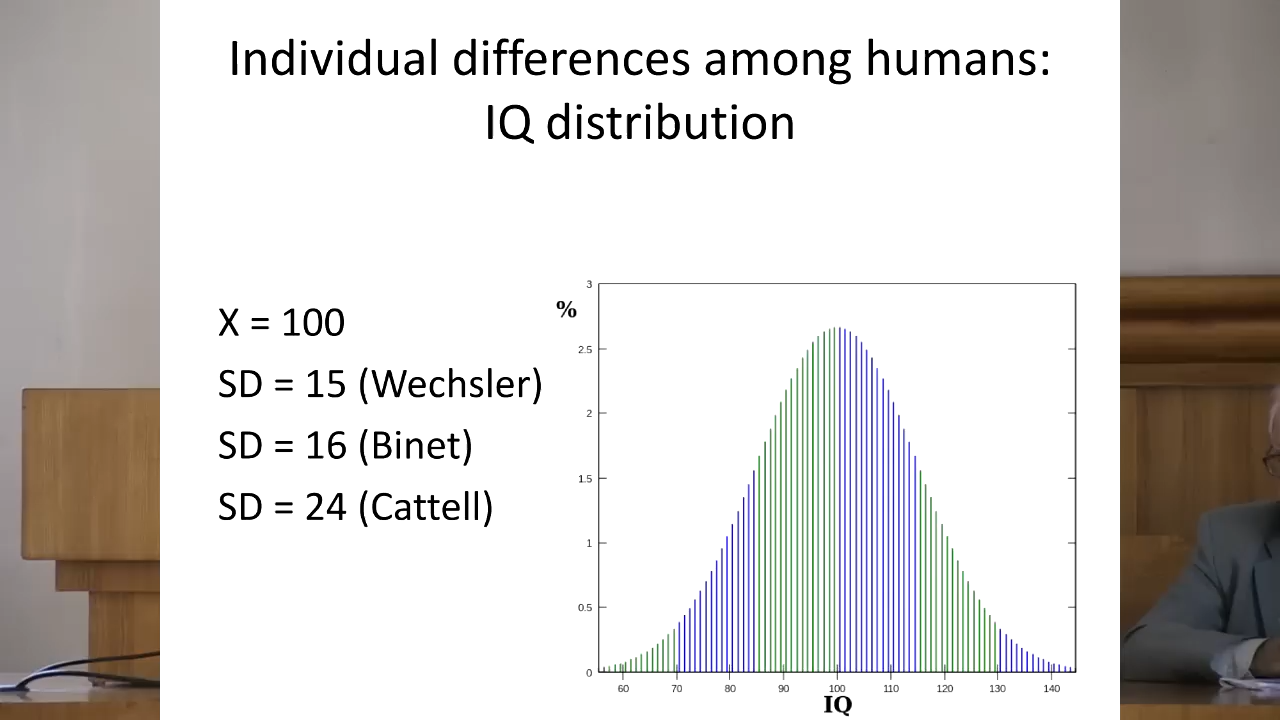 Individual differences among humans:
IQ distribution
X = 100
SD = 15 (Wechsler)
SD = 16 (Binet)
SD = 24 (Cattell)
%
3
2.5
2
1.5
1
0.5
0
60 70 80 90 100 110 120 130 140
IQ